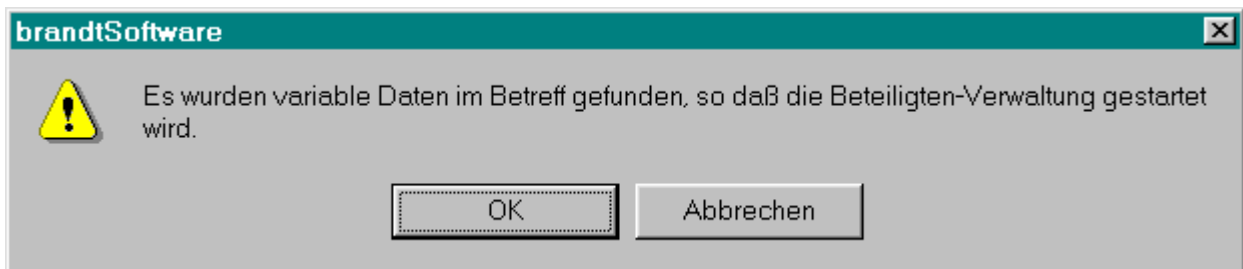 brandtSoftware
Es wurden variable Daten im Betreff gefunden, so daß die Beteiligten-Verwaltung gestartet
wird.
OK Abbrechen